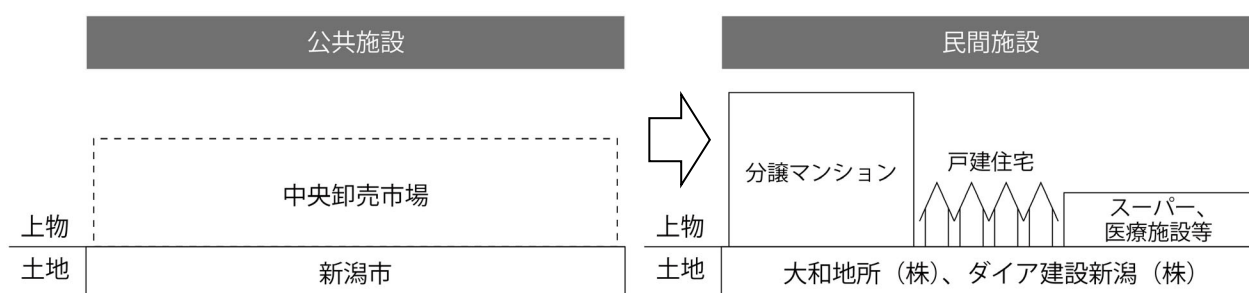 公共施設
中央卸売市場
上物
土地
新潟市
民間施設
分譲マンション
戸建住宅
スーパー、
医療施設等
上物
土地
大和地所（株）、ダイア建設新潟（株）